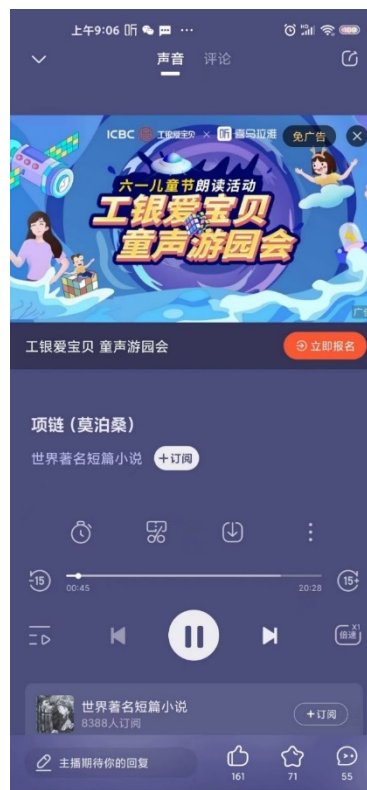 上午9:06
声音 评论
ICBC 工银爱宝贝 × 听 喜马拉雅
免广告
六一儿童节朗读活动
工银爱宝贝
童声游园会
工银爱宝贝 童声游园会
立即报名
项链 (莫泊桑)
世界著名短篇小说 +订阅
-15 15+
00:45 20:28
X1
倍速
世界著名短篇小说
8388人订阅
+订阅
主播期待你的回复
161 71 55